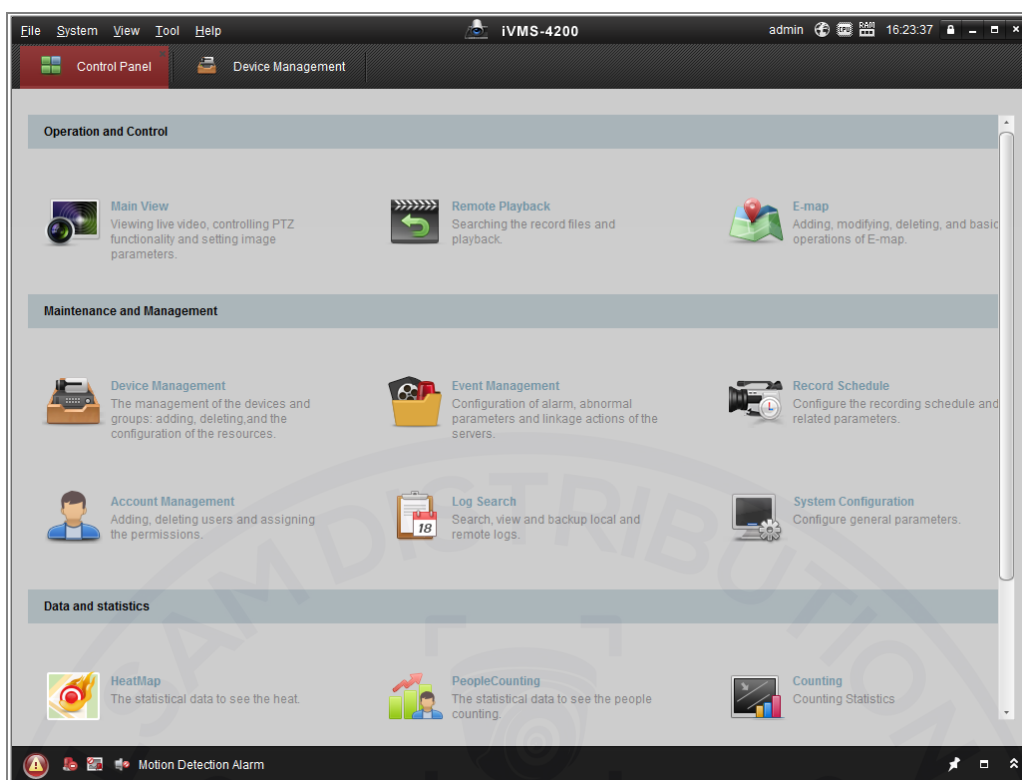 File System View Tool Help iVMS-4200 admin CPU RAM 16:23:37
Control Panel Device Management
Operation and Control
Main View
Viewing live video, controlling PTZ
functionality and setting image
parameters.
Remote Playback
Searching the record files and
playback.
E-map
Adding, modifying, deleting, and basic
operations of E-map.
Maintenance and Management
Device Management
The management of the devices and
groups: adding, deleting,and the
configuration of the resources.
Event Management
Configuration of alarm, abnormal
parameters and linkage actions of the
servers.
Record Schedule
Configure the recording schedule and
related parameters.
Account Management
Adding, deleting users and assigning
the permissions.
18
Log Search
Search, view and backup local and
remote logs.
System Configuration
Configure general parameters.
Data and statistics
HeatMap
The statistical data to see the heat.
PeopleCounting
The statistical data to see the people
counting.
Counting
Counting Statistics
Motion Detection Alarm
SAM DISTRIBUTION